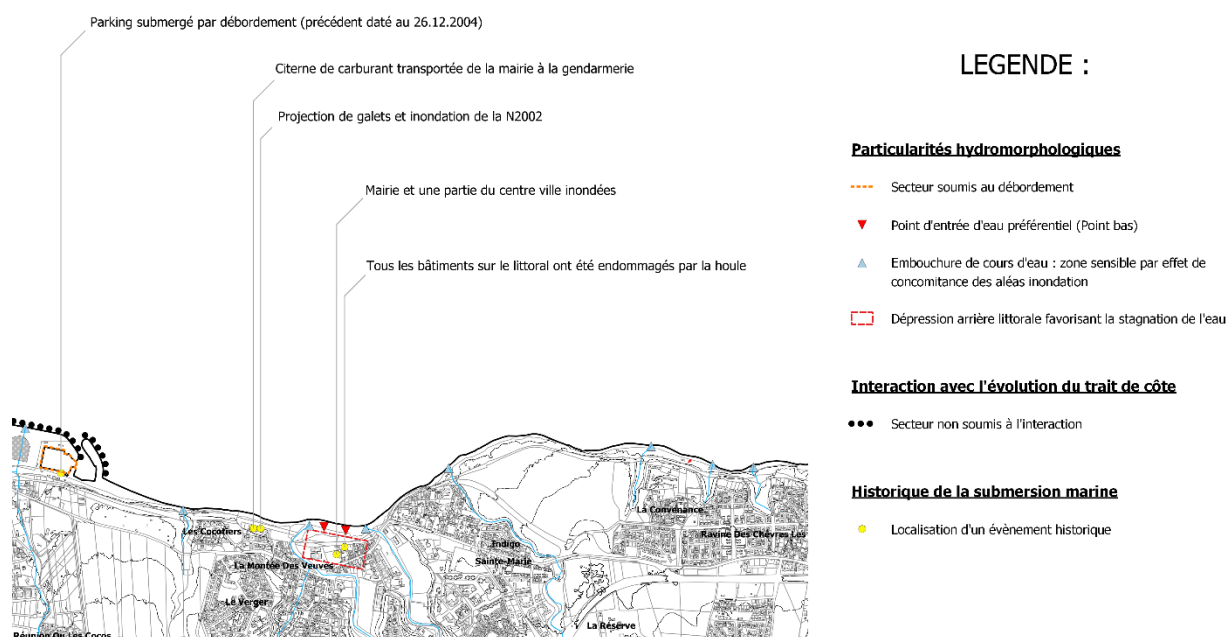 Parking submergé par débordement (précédent daté au 26.12.2004)
Citerne de carburant transportée de la mairie à la gendarmerie
Projection de galets et inondation de la N2002
Mairie et une partie du centre ville inondées
Tous les bâtiments sur le littoral ont été endommagés par la houle
LEGENDE :
Particularités hydromorphologiques
Secteur soumis au débordement
Point d'entrée d'eau préférentiel (Point bas)
Embouchure de cours d'eau : zone sensible par effet de
concomitance des aléas inondation
Dépression arrière littorale favorisant la stagnation de l'eau
Interaction avec l'évolution du trait de côte
Secteur non soumis à l'interaction
Historique de la submersion marine
Localisation d'un évènement historique
Les Cocotiers
La Montée Des Veuves
Le Verger
Indigo
Sainte-Marie
La Convenance
Ravine Des Chèvres Les
La Réserve
Réunion Ou Les Cocos